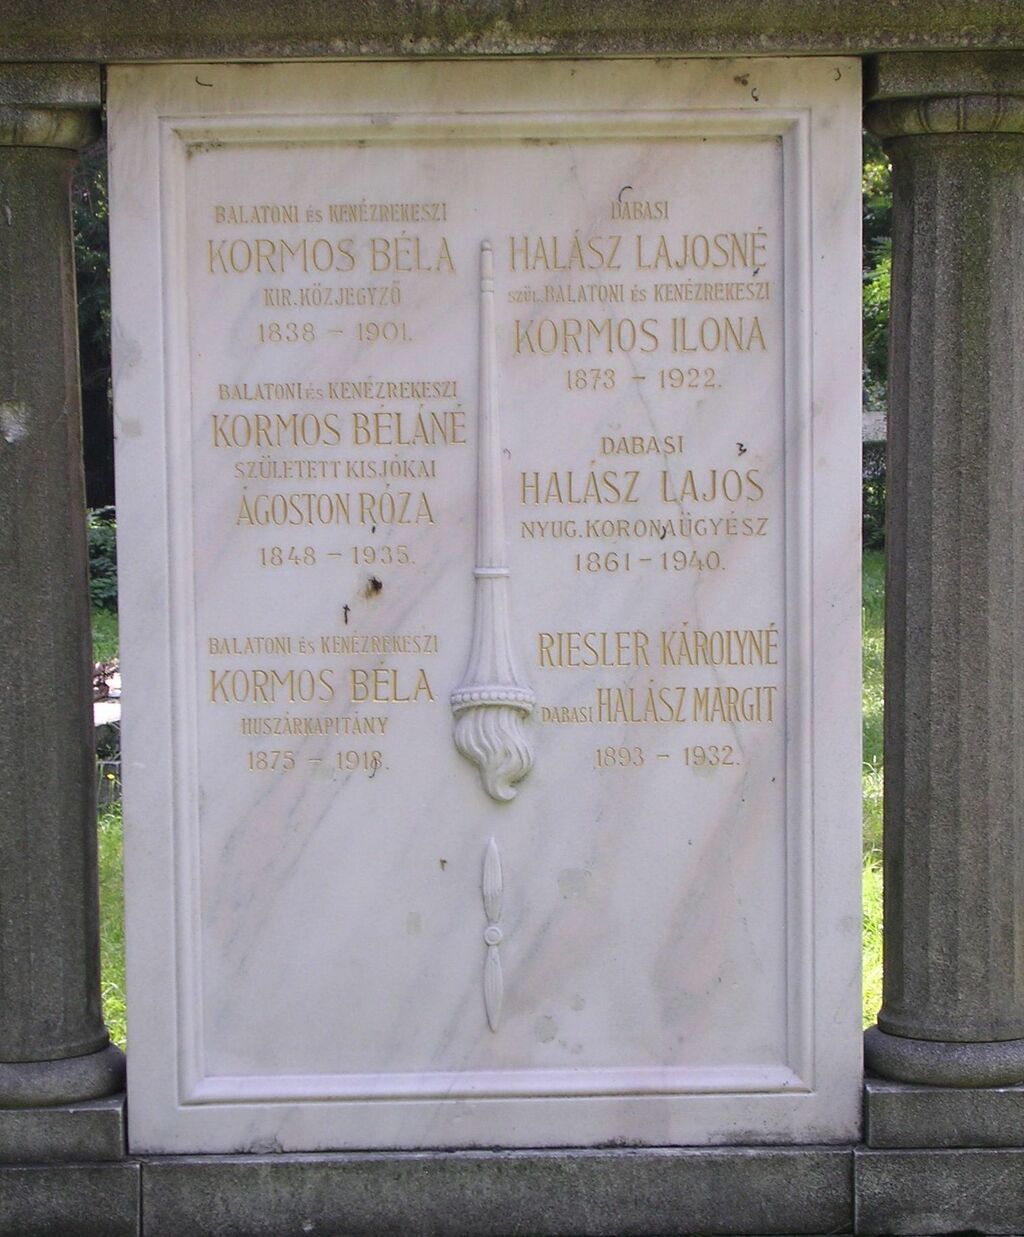 BALATONI ÉS KENÉZREKESZI
KORMOS BÉLA
KIR. KÖZJEGYZŐ
1838 – 1901.
BALATONI ÉS KENÉZREKESZI
KORMOS BÉLÁNÉ
SZÜLETETT KISJÓKAI
ÁGOSTON RÓZA
1848 – 1935.
BALATONI ÉS KENÉZREKESZI
KORMOS BÉLA
HUSZÁRKAPITÁNY
1875 – 1918.
DABASI
HALÁSZ LAJOSNÉ
SZÜL. BALATONI ÉS KENÉZREKESZI
KORMOS ILONA
1873 – 1922.
DABASI
HALÁSZ LAJOS
NYUG. KORONAÜGYÉSZ
1861 – 1940.
RIESLER KÁROLYNÉ
DABASI HALÁSZ MARGIT
1893 – 1932.